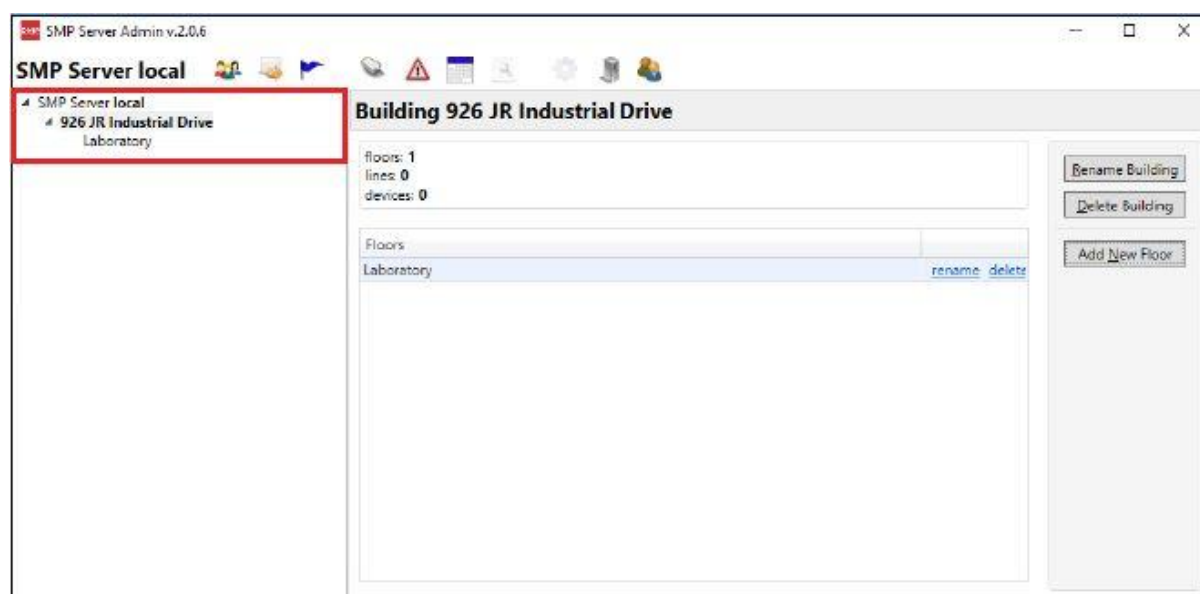 SMP Server Admin v.2.0.6
SMP Server local
SMP Server local
926 JR Industrial Drive
Laboratory
Building 926 JR Industrial Drive
floors: 1
lines: 0
devices: 0
Floors
Laboratory rename delete
Rename Building
Delete Building
Add New Floor